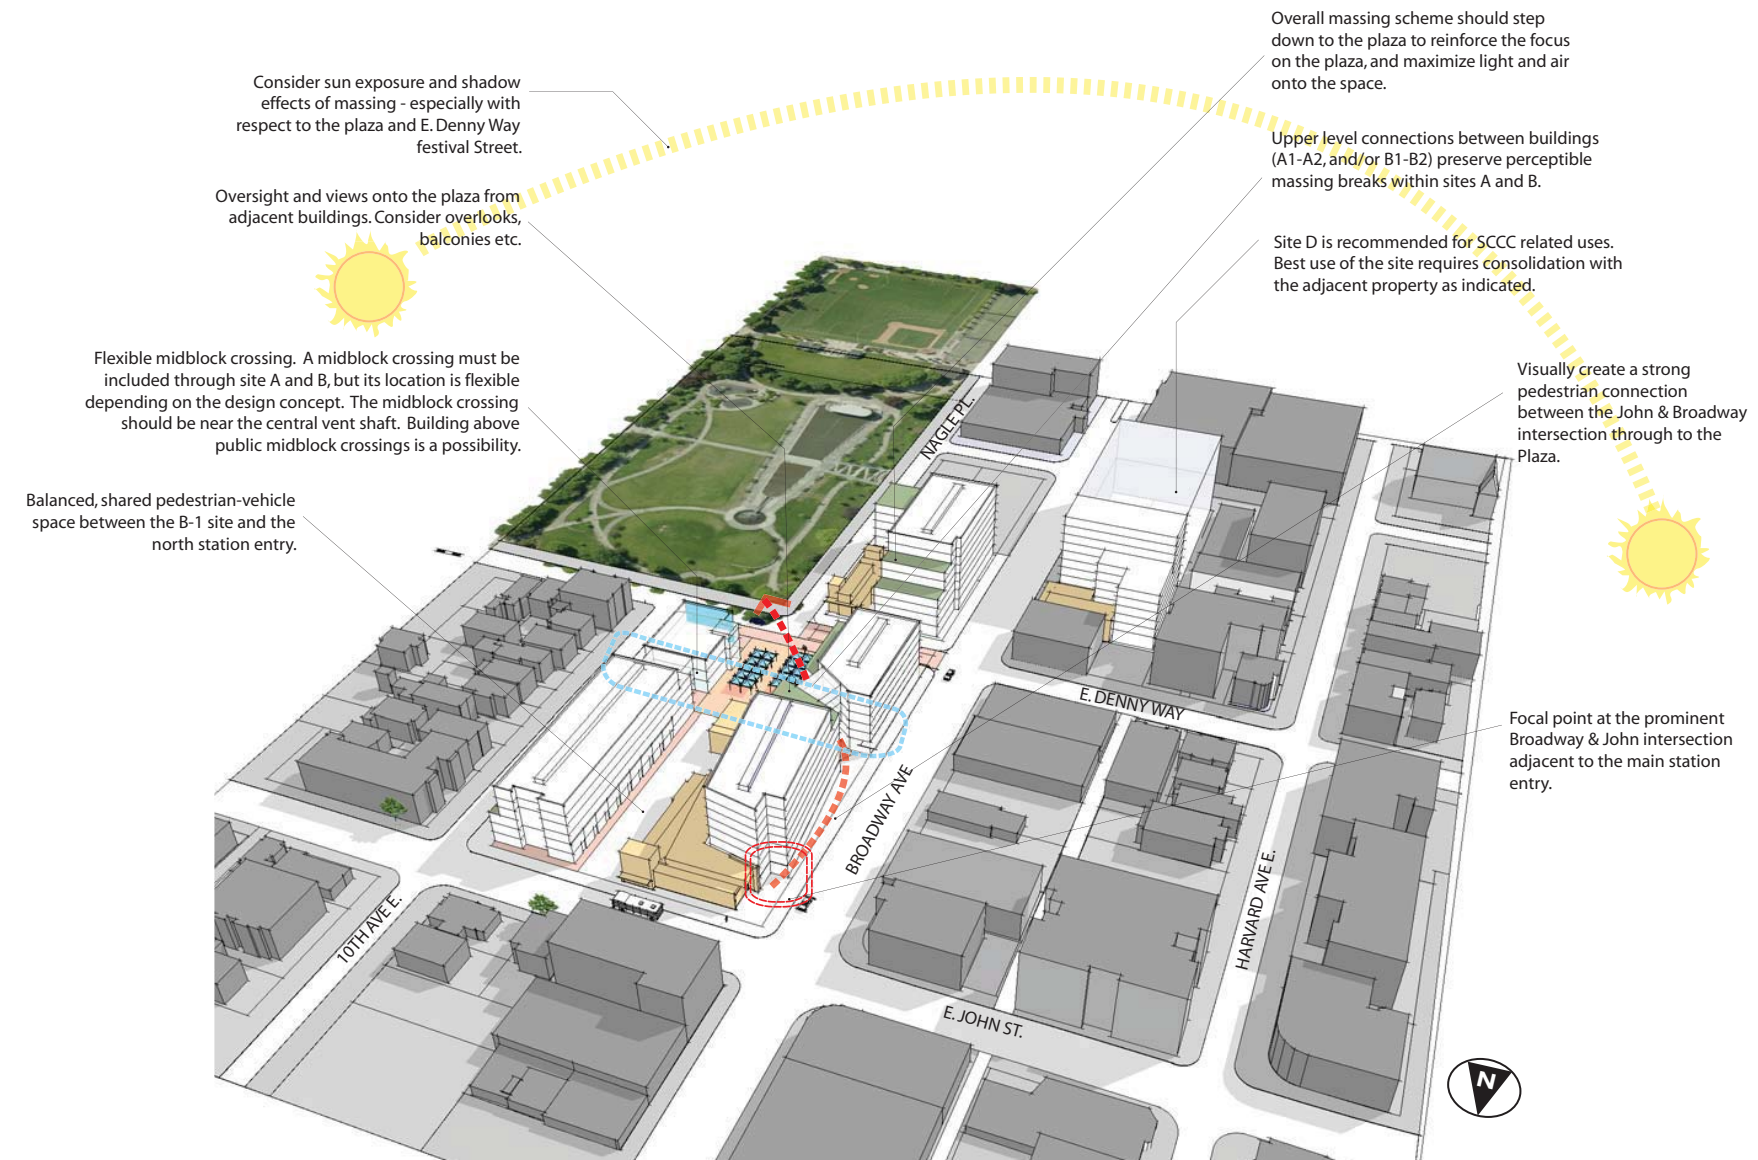 Consider sun exposure and shadow
effects of massing - especially with
respect to the plaza and E. Denny Way
festival Street.
Oversight and views onto the plaza from
adjacent buildings. Consider overlooks,
balconies etc.
Flexible midblock crossing. A midblock crossing must be
included through site A and B, but its location is flexible
depending on the design concept. The midblock crossing
should be near the central vent shaft. Building above
public midblock crossings is a possibility.
Balanced, shared pedestrian-vehicle
space between the B-1 site and the
north station entry.
Overall massing scheme should step
down to the plaza to reinforce the focus
on the plaza, and maximize light and air
onto the space.
Upper level connections between buildings
(A1-A2, and/or B1-B2) preserve perceptible
massing breaks within sites A and B.
Site D is recommended for SCCC related uses.
Best use of the site requires consolidation with
the adjacent property as indicated.
Visually create a strong
pedestrian connection
between the John & Broadway
intersection through to the
Plaza.
Focal point at the prominent
Broadway & John intersection
adjacent to the main station
entry.
NAGLE PL.
E. DENNY WAY
BROADWAY AVE
HARVARD AVE E.
10TH AVE E.
E. JOHN ST.
N